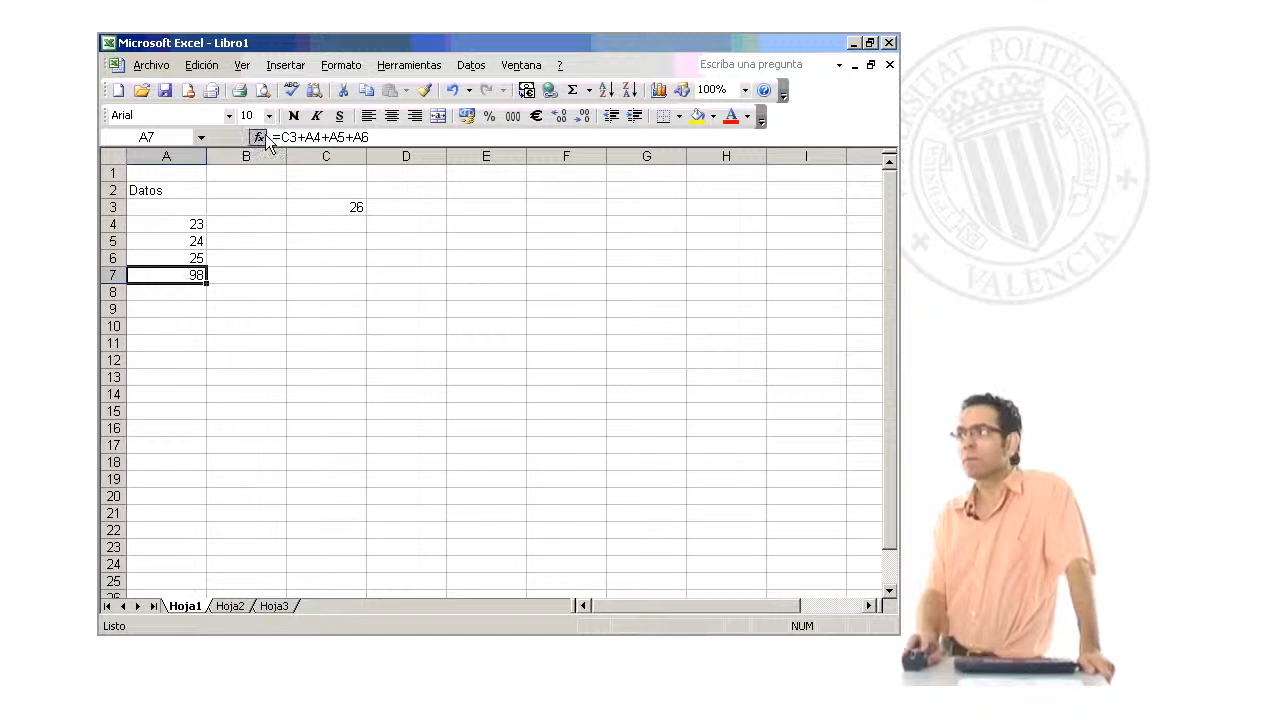 Microsoft Excel - Libro1
Archivo Edición Ver Insertar Formato Herramientas Datos Ventana ? Escriba una pregunta
100%
Arial 10 N K S € % 000
A7 fx =C3+A4+A5+A6
A B C D E F G H I
1
2 Datos
3 26
4 23
5 24
6 25
7 98
8
9
10
11
12
13
14
15
16
17
18
19
20
21
22
23
24
25
26
Hoja1 Hoja2 Hoja3
Listo NUM
POLITECNICA
VALENCIA